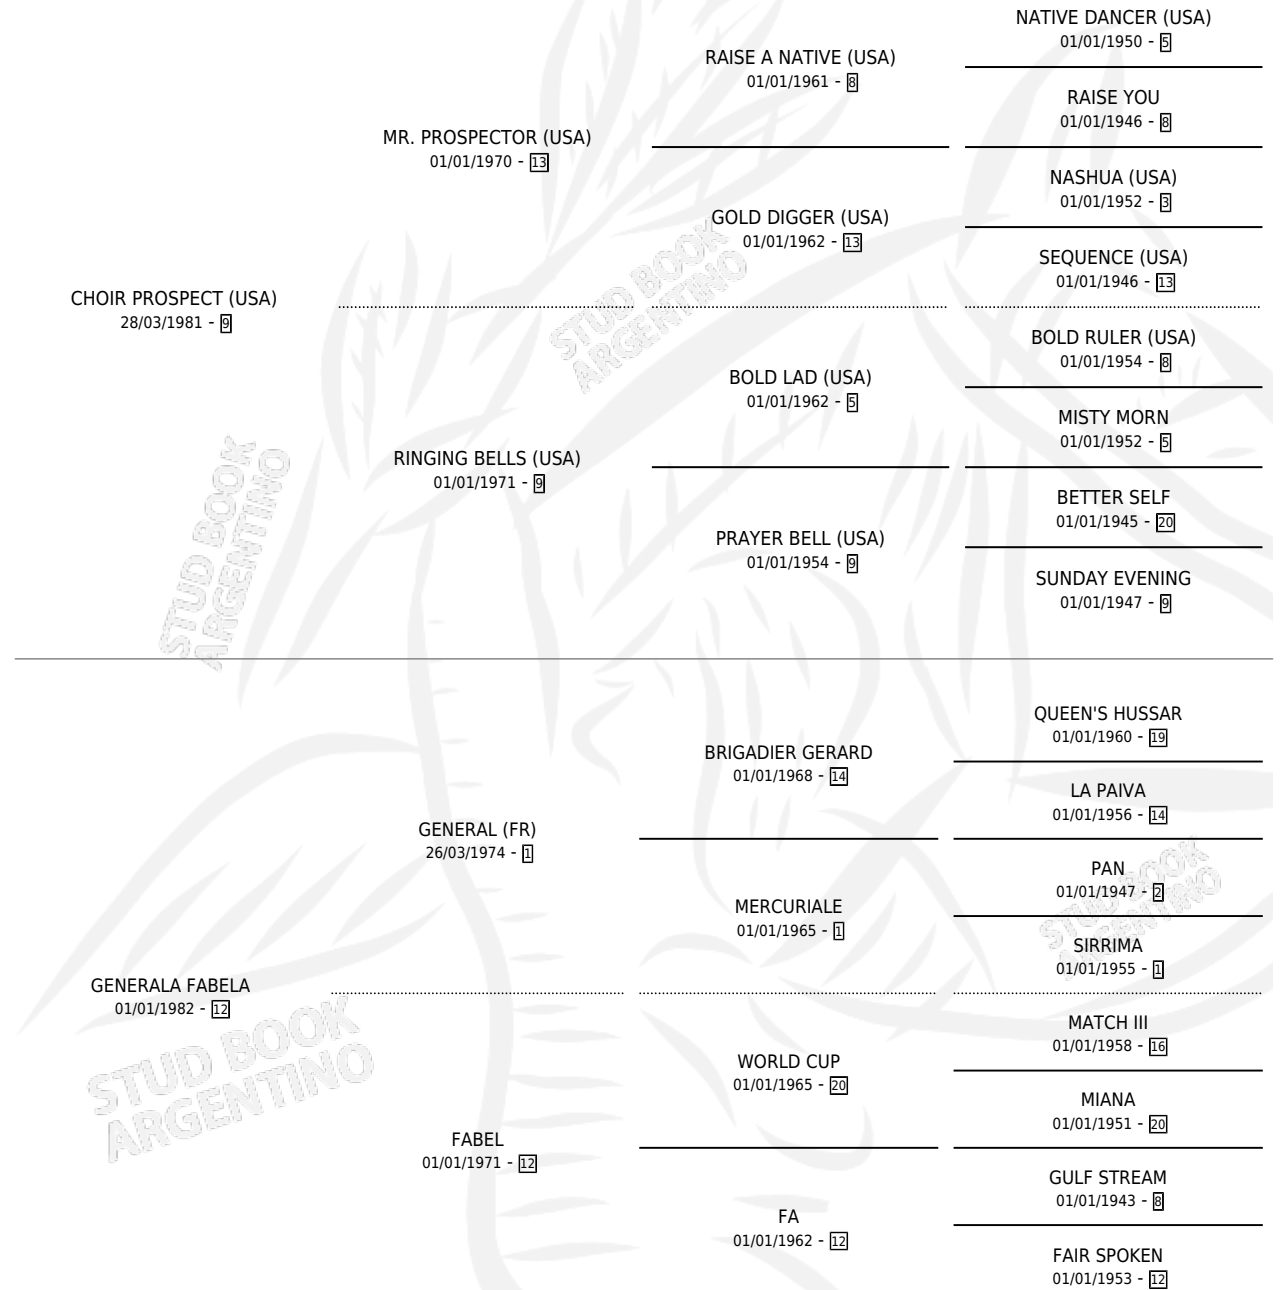 NATIVE DANCER (USA)
01/01/1950 - 5
RAISE A NATIVE (USA)
01/01/1961 - 8
RAISE YOU
01/01/1946 - 8
MR. PROSPECTOR (USA)
01/01/1970 - 13
NASHUA (USA)
01/01/1952 - 3
GOLD DIGGER (USA)
01/01/1962 - 13
SEQUENCE (USA)
01/01/1946 - 13
CHOIR PROSPECT (USA)
28/03/1981 - 9
STUD BOOK
ARGENTINO
BOLD RULER (USA)
01/01/1954 - 8
BOLD LAD (USA)
01/01/1962 - 5
MISTY MORN
01/01/1952 - 5
RINGING BELLS (USA)
01/01/1971 - 9
BETTER SELF
01/01/1945 - 20
PRAYER BELL (USA)
01/01/1954 - 9
SUNDAY EVENING
01/01/1947 - 9
STUD BOOK
ARGENTINO
QUEEN'S HUSSAR
01/01/1960 - 19
BRIGADIER GERARD
01/01/1968 - 14
LA PAIVA
01/01/1956 - 14
GENERAL (FR)
26/03/1974 - 1
PAN
01/01/1947 - 2
MERCURIALE
01/01/1965 - 1
SIRRIMA
01/01/1955 - 1
STUD BOOK
ARGENTINO
GENERALA FABELA
01/01/1982 - 12
MATCH III
01/01/1958 - 16
WORLD CUP
01/01/1965 - 20
MIANA
01/01/1951 - 20
STUD BOOK
ARGENTINO
FABEL
01/01/1971 - 12
GULF STREAM
01/01/1943 - 8
FA
01/01/1962 - 12
FAIR SPOKEN
01/01/1953 - 12